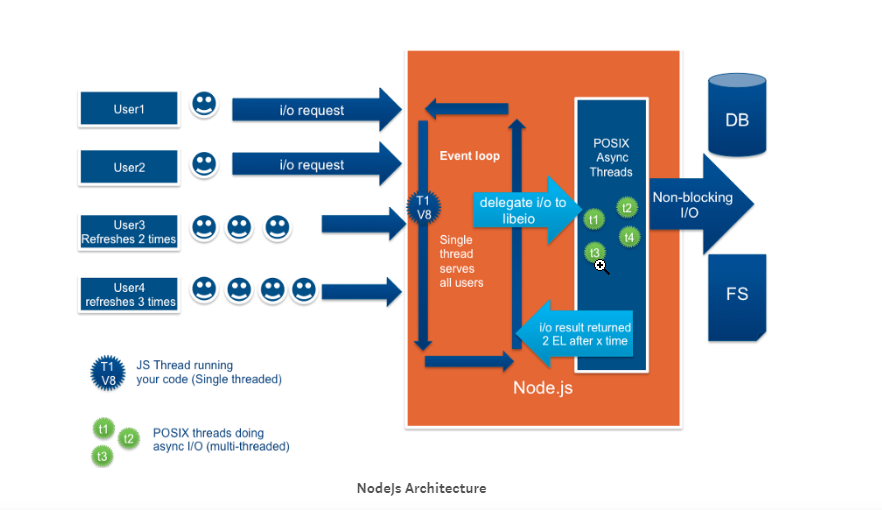 User1
i/o request
User2
i/o request
User3
Refreshes 2 times
User4
refreshes 3 times
Event loop
T1
V8
Single
thread
serves
all users
delegate i/o to
libeio
POSIX
Async
Threads
t1
t2
t3
t4
i/o result returned
2 EL after x time
Node.js
Non-blocking
I/O
DB
FS
T1
V8
JS Thread running
your code (Single threaded)
t1
t2
t3
POSIX threads doing
async I/O (multi-threaded)
NodeJs Architecture